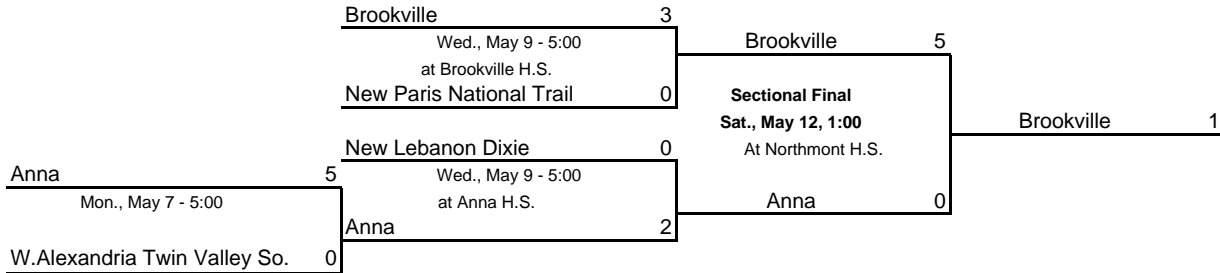 Brookville 3
Wed., May 9 - 5:00
at Brookville H.S.
New Paris National Trail 0
Brookville 5
Sectional Final
Sat., May 12, 1:00
At Northmont H.S.
Brookville 1
New Lebanon Dixie 0
Wed., May 9 - 5:00
at Anna H.S.
Anna 2
Anna 0
Anna 5
Mon., May 7 - 5:00
W.Alexandria Twin Valley So. 0